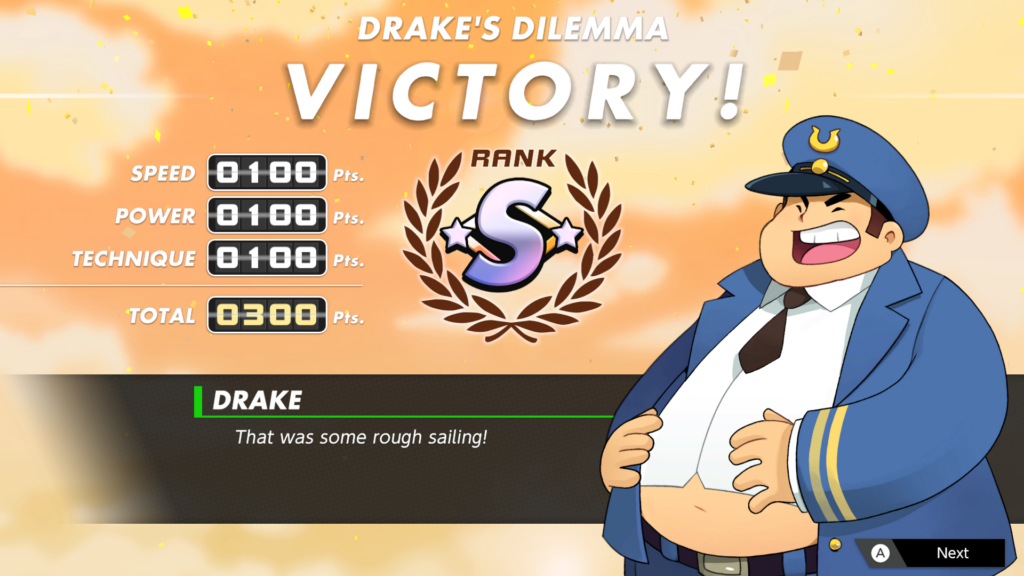 DRAKE'S DILEMMA
VICTORY!
SPEED 0100 Pts.
POWER 0100 Pts.
TECHNIQUE 0100 Pts.
TOTAL 0300 Pts.
RANK
S
DRAKE
That was some rough sailing!
A Next